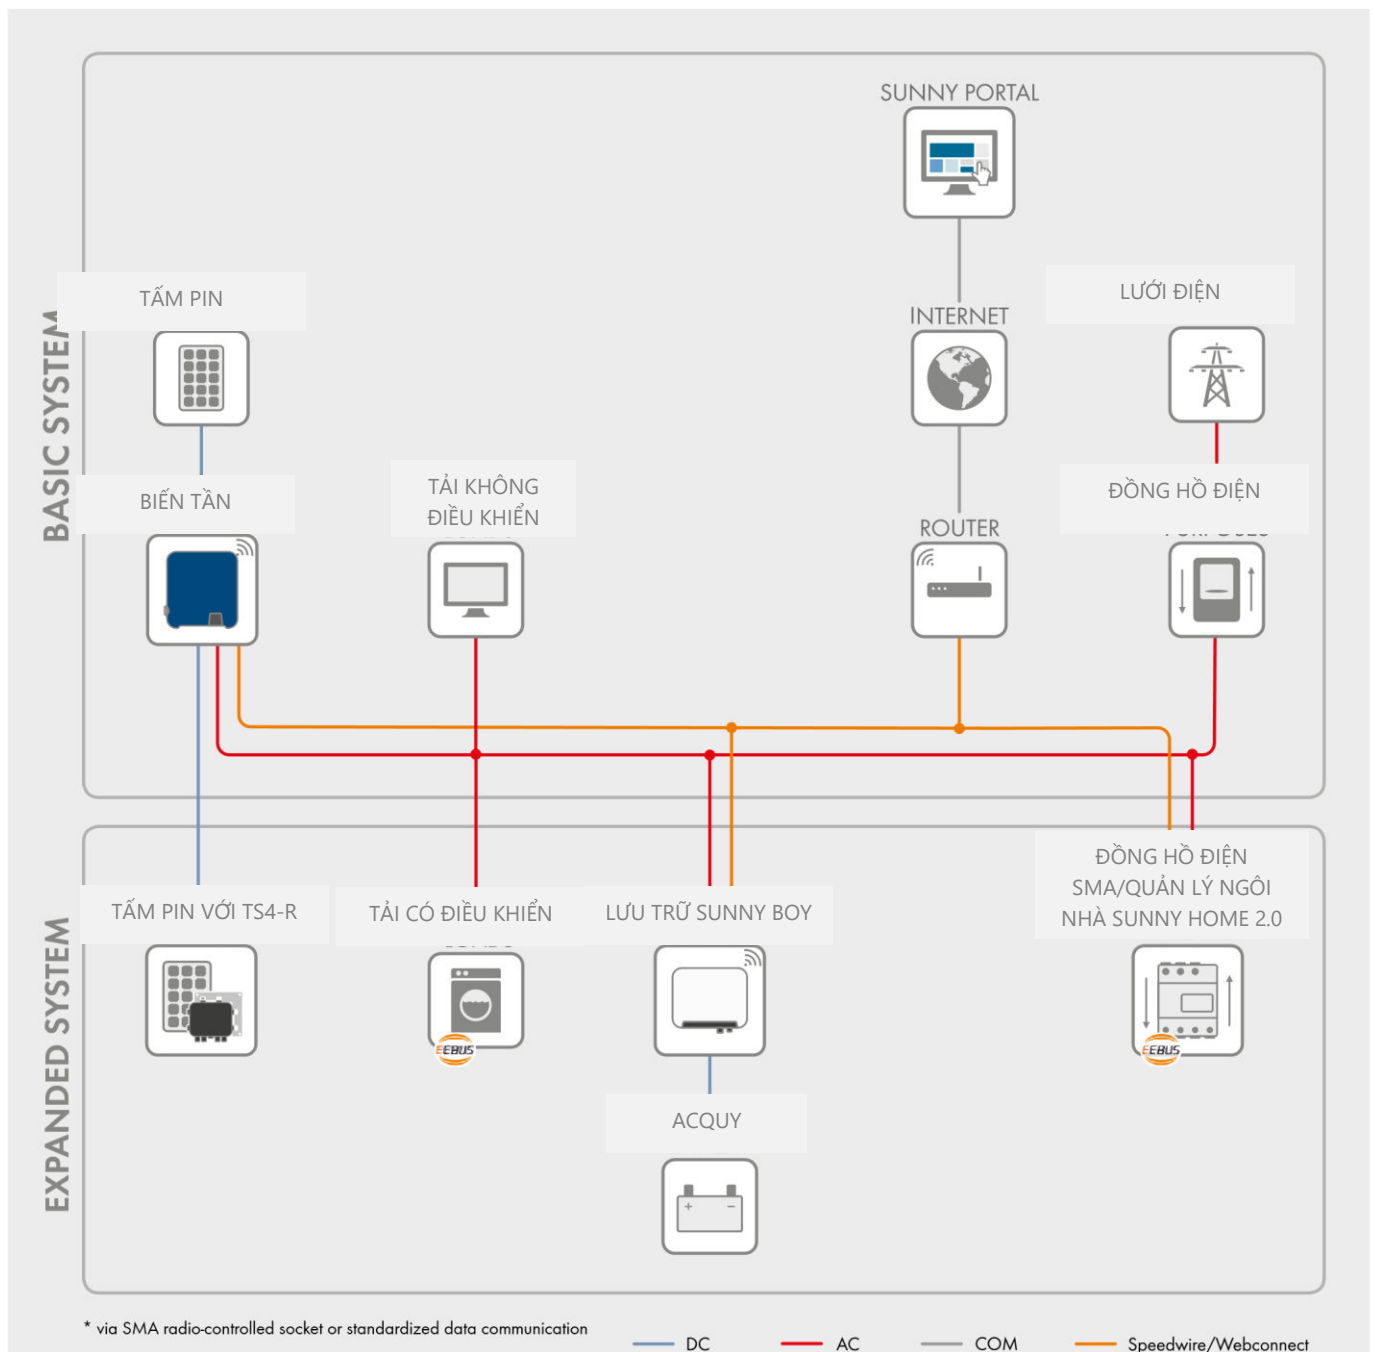 SUNNY PORTAL
TẤM PIN
LƯỚI ĐIỆN
INTERNET
BASIC SYSTEM
BIẾN TẦN
TẢI KHÔNG
ĐIỀU KHIỂN
ĐỒNG HỒ ĐIỆN
ROUTER
ĐỒNG HỒ ĐIỆN
SMA/QUẢN LÝ NGÔI
NHÀ SUNNY HOME 2.0
TẤM PIN VỚI TS4-R
TẢI CÓ ĐIỀU KHIỂN
LƯU TRỮ SUNNY BOY
EXPANDED SYSTEM
EEBUS
EEBUS
ACQUY
+ −
* via SMA radio-controlled socket or standardized data communication
DC
AC
COM
Speedwire/Webconnect